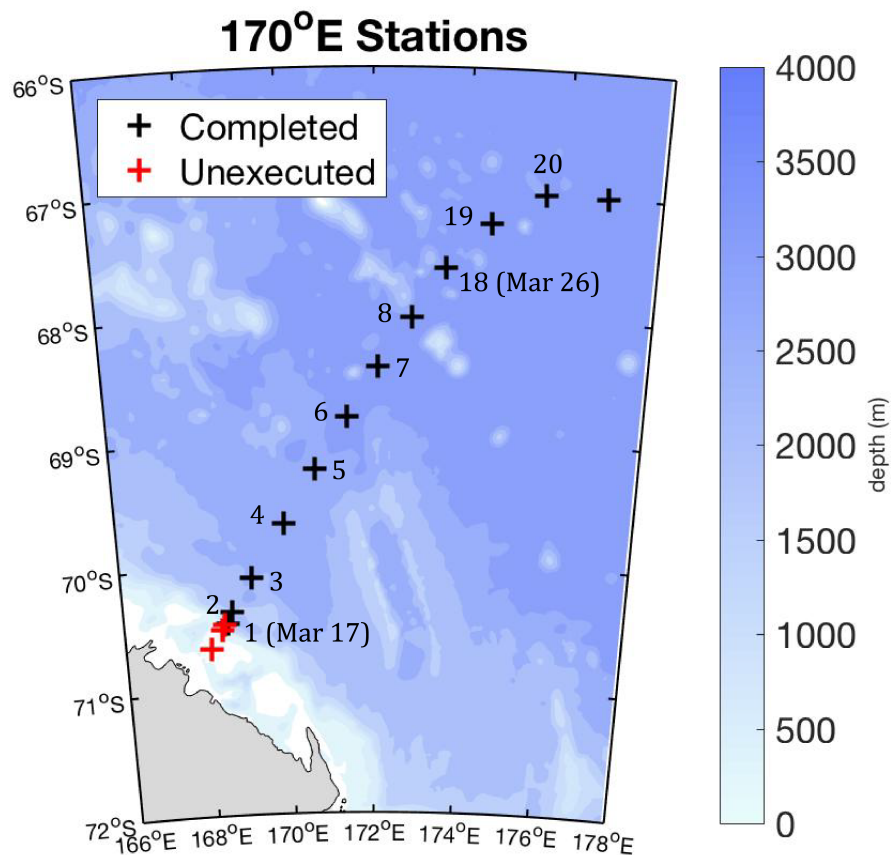 170°E Stations
Completed
Unexecuted
66°S
67°S
68°S
69°S
70°S
71°S
72°S
166°E
168°E
170°E
172°E
174°E
176°E
178°E
20
19
18 (Mar 26)
8
7
6
5
4
3
2
1 (Mar 17)
4000
3500
3000
2500
2000
1500
1000
500
0
depth (m)